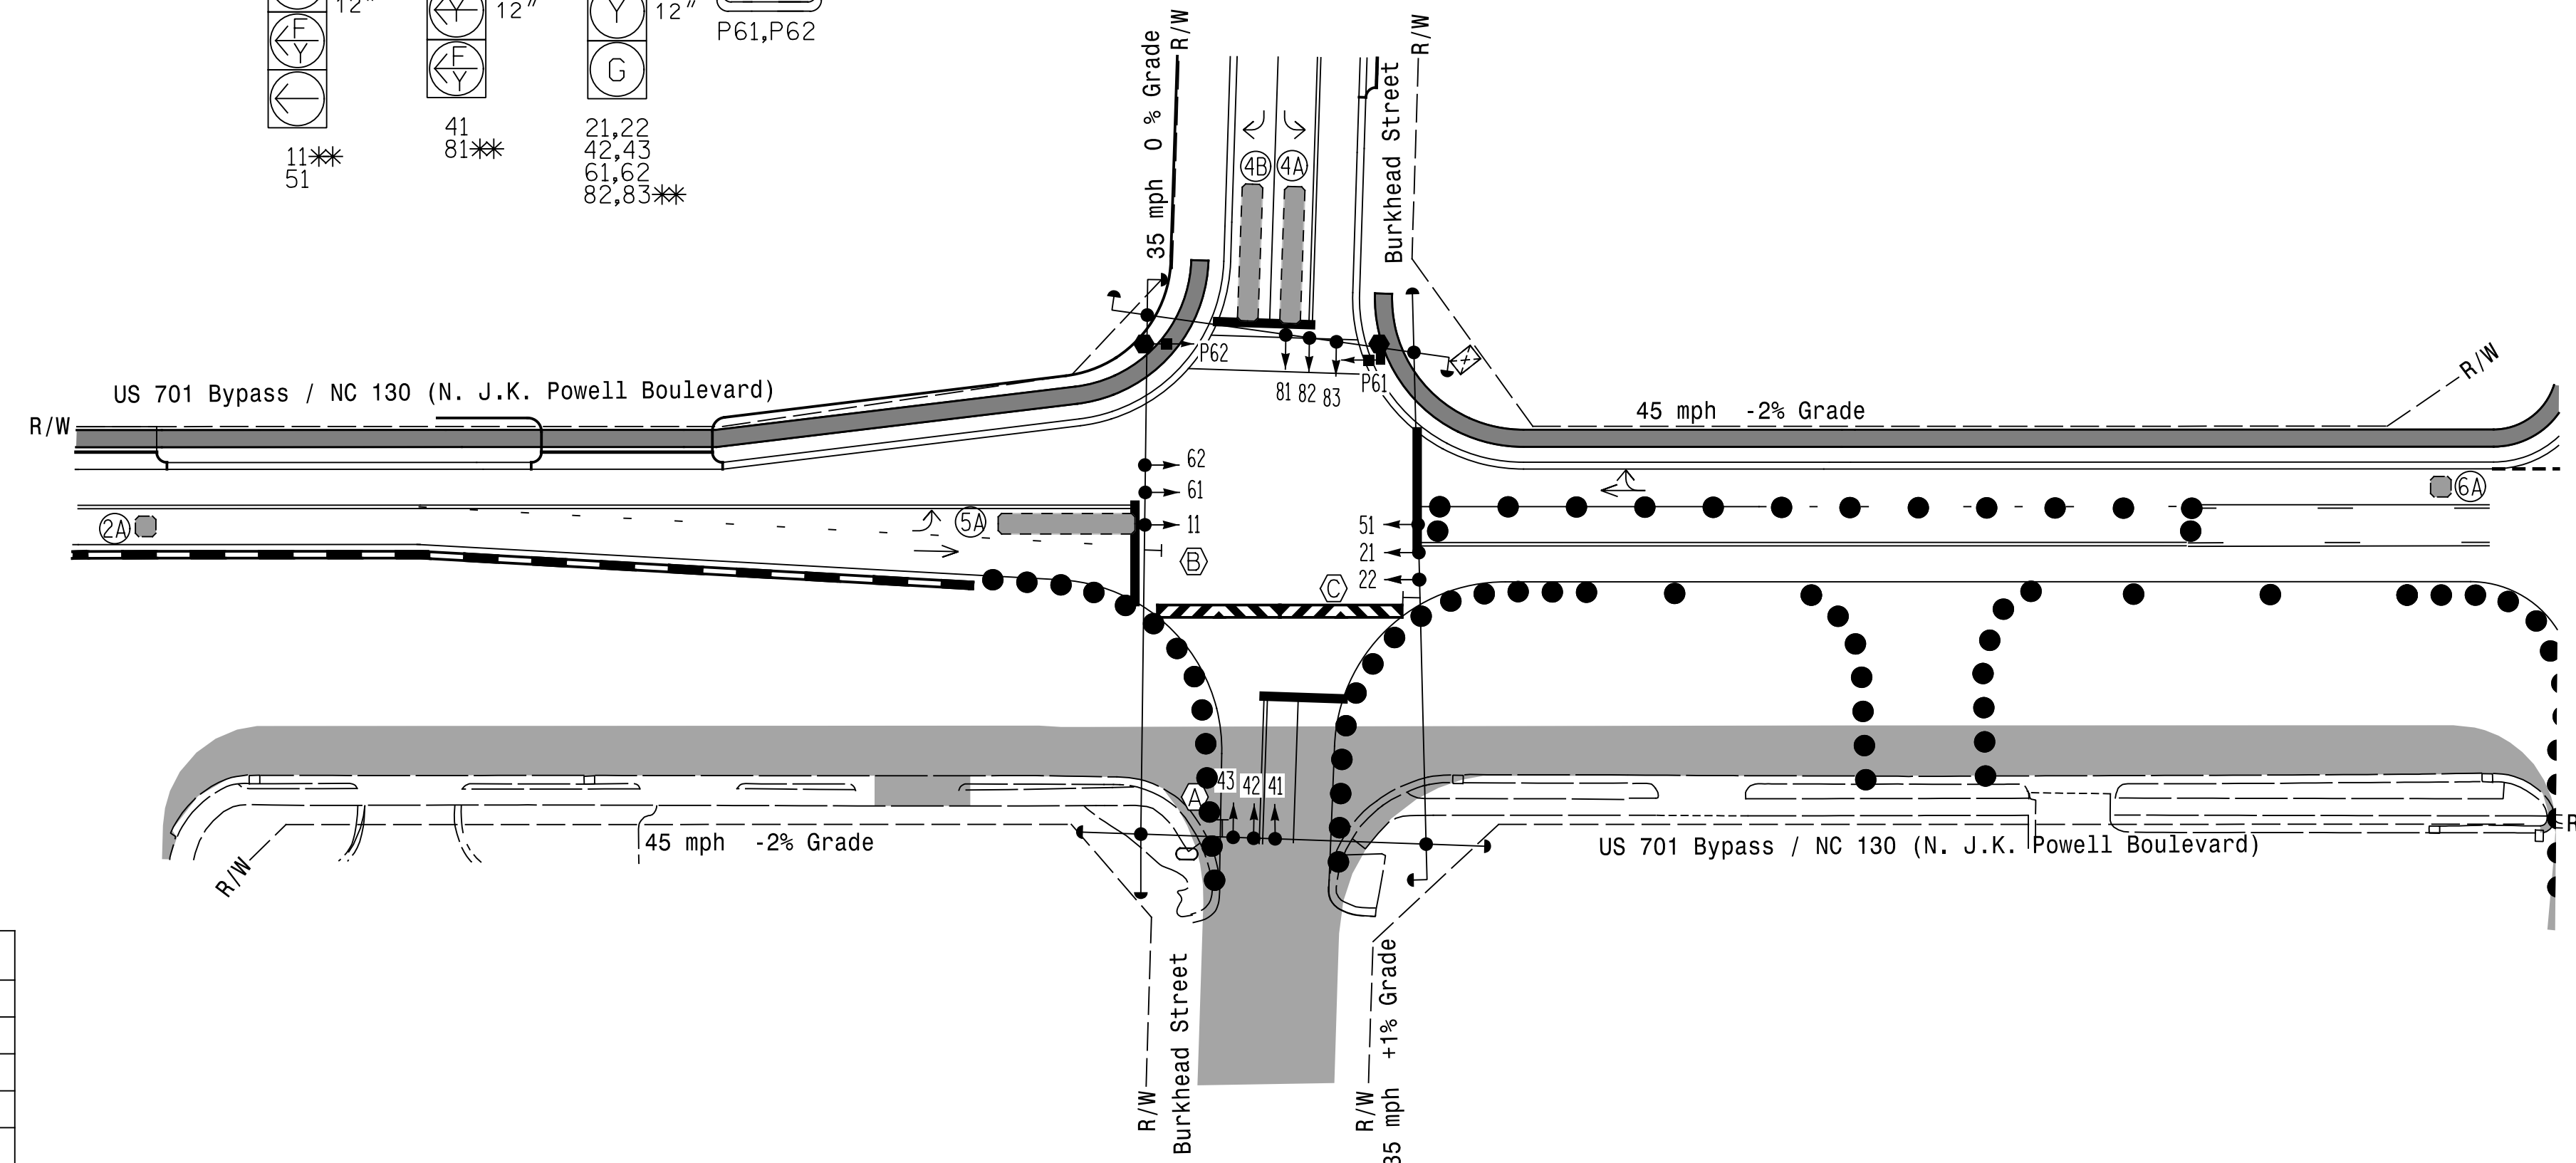 12"
12"
12"
F
Y
Y
F
Y
Y
G
P61,P62
11**
51
41
81**
21,22
42,43
61,62
82,83**
35 mph 0 % Grade
R/W
R/W
Burkhead Street
4B
4A
P62
81
82
83
P61
US 701 Bypass / NC 130 (N. J.K. Powell Boulevard)
R/W
45 mph -2% Grade
R/W
62
61
11
2A
5A
51
21
22
6A
B
C
A
43
42
41
45 mph -2% Grade
US 701 Bypass / NC 130 (N. J.K. Powell Boulevard)
R/W
R/W
Burkhead Street
R/W
35 mph +1% Grade